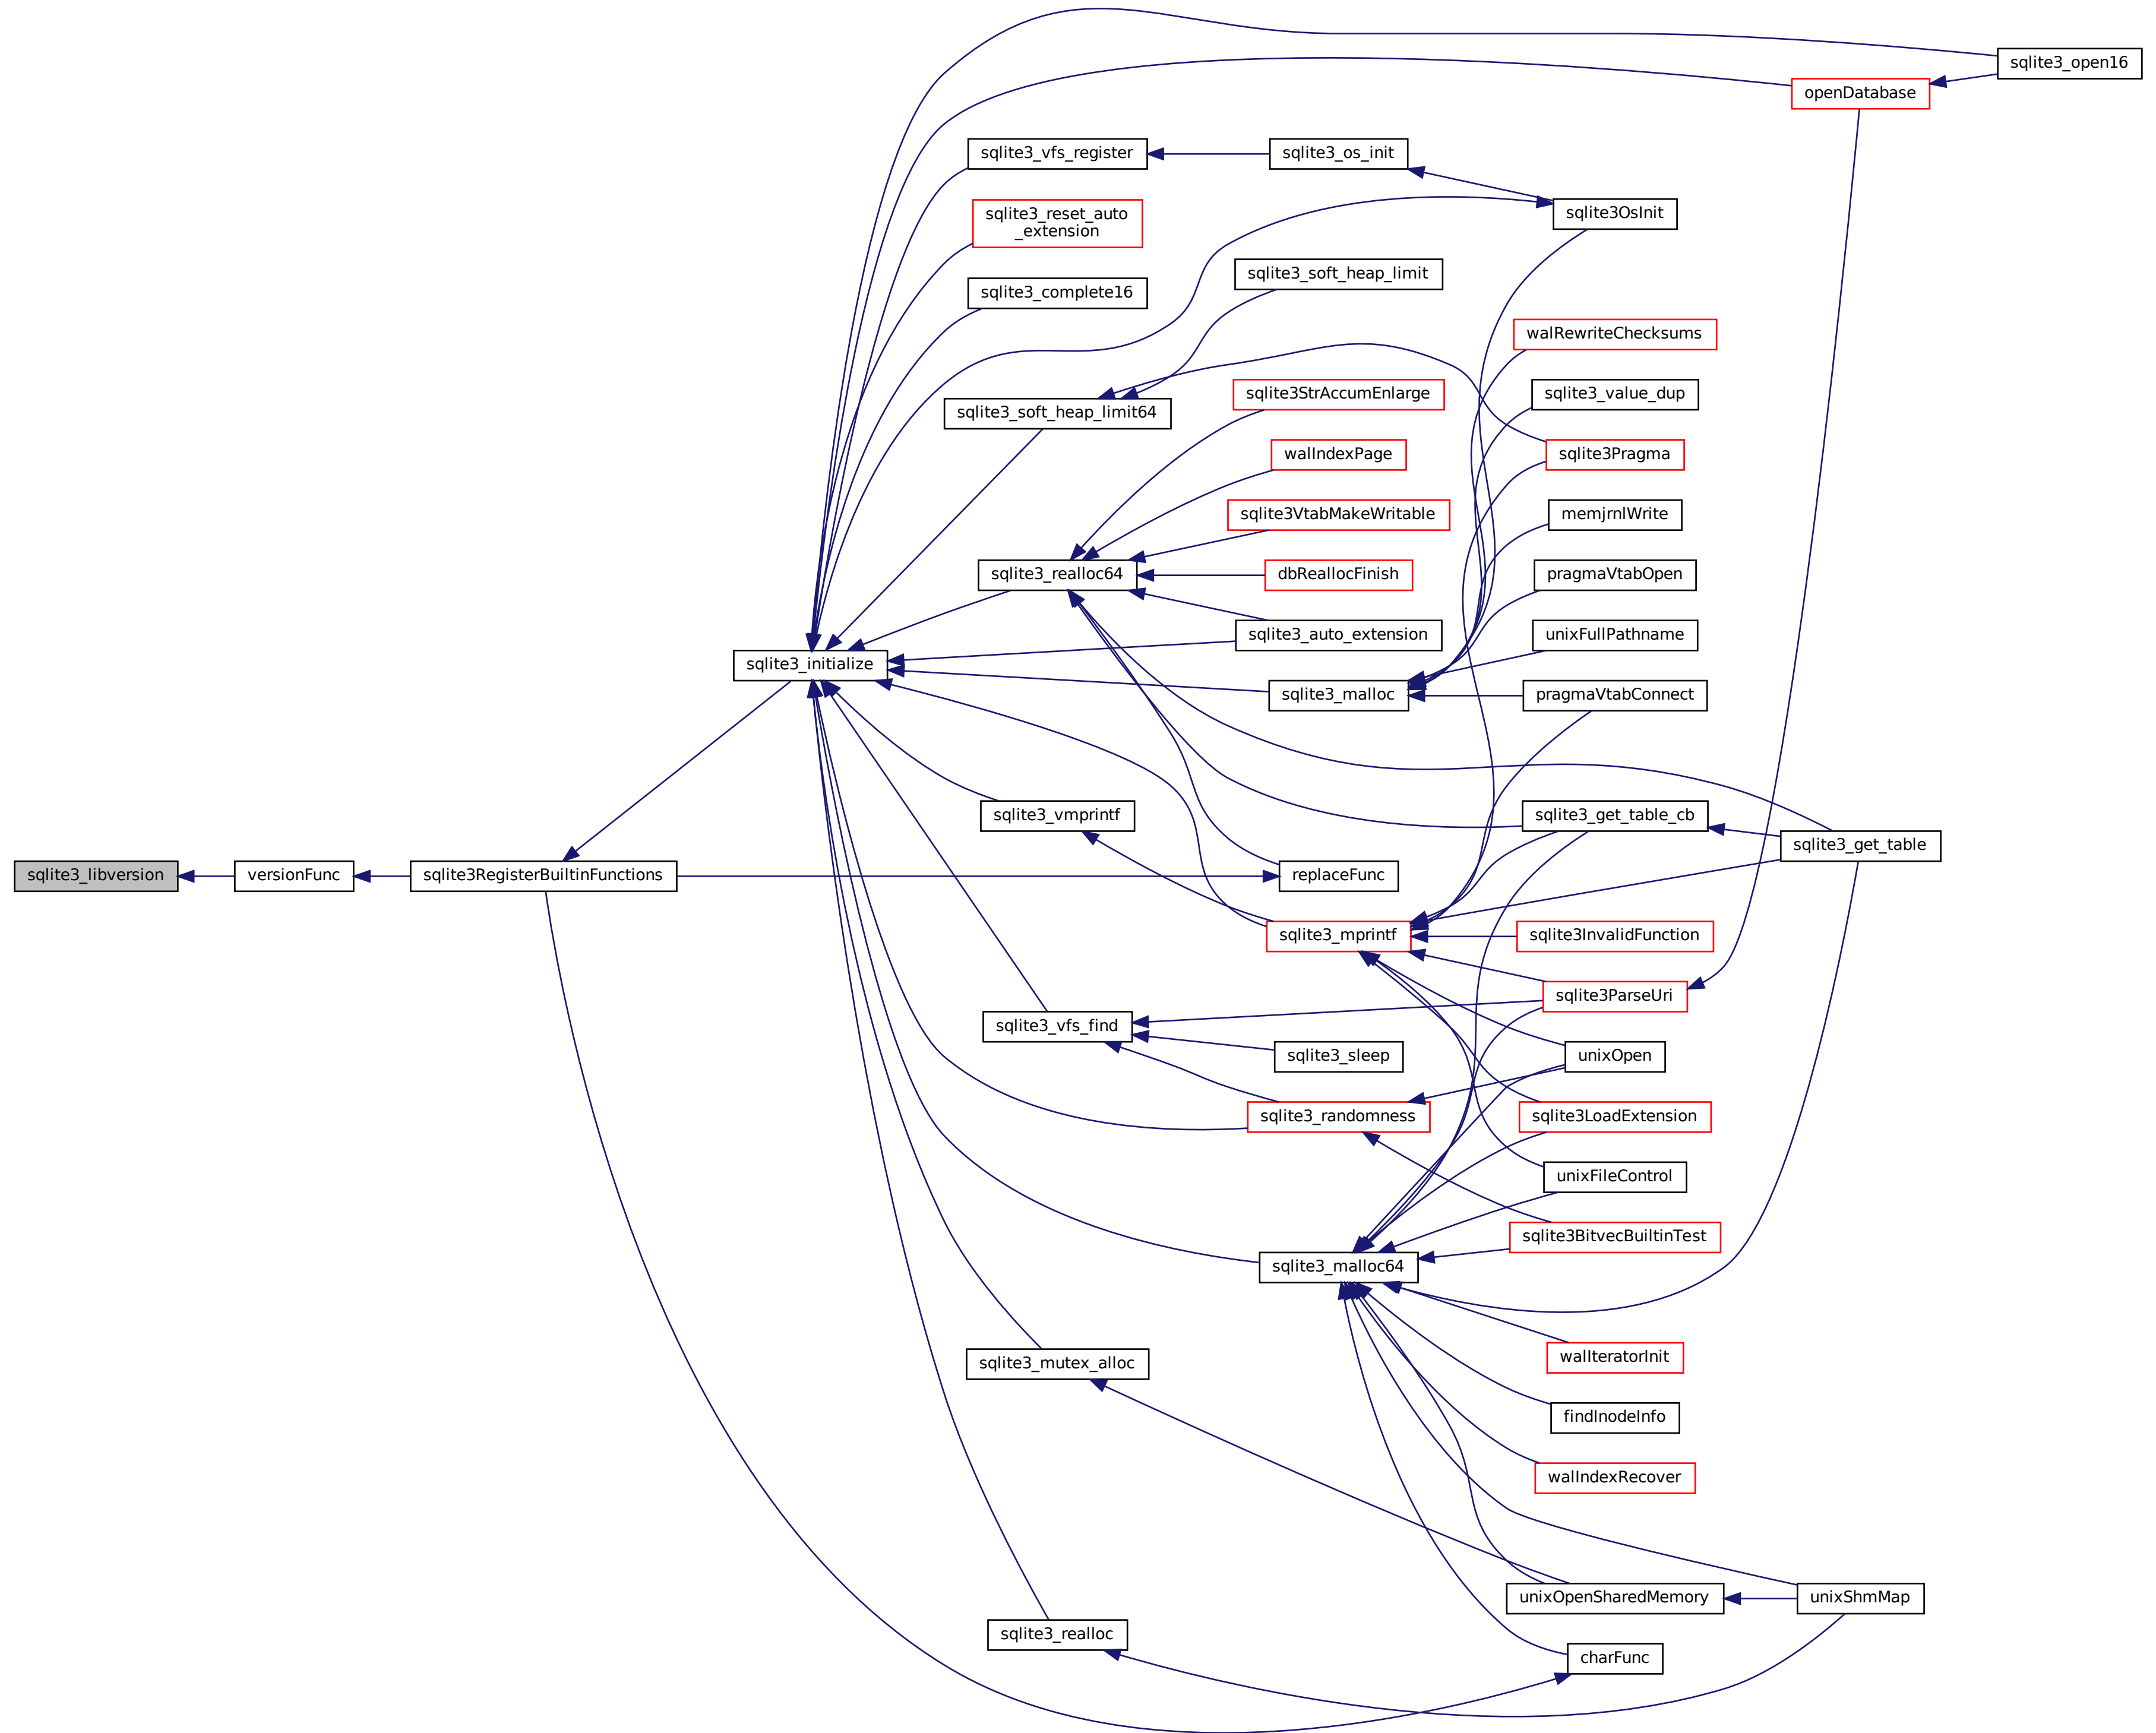 sqlite3_open16
openDatabase
sqlite3_vfs_register
sqlite3_os_init
sqlite3_reset_auto
_extension
sqlite3OsInit
sqlite3_soft_heap_limit
sqlite3_complete16
walRewriteChecksums
sqlite3StrAccumEnlarge
sqlite3_value_dup
sqlite3_soft_heap_limit64
walIndexPage
sqlite3Pragma
sqlite3VtabMakeWritable
memjrnlWrite
sqlite3_realloc64
dbReallocFinish
pragmaVtabOpen
sqlite3_auto_extension
unixFullPathname
sqlite3_initialize
sqlite3_malloc
pragmaVtabConnect
sqlite3_vmprintf
sqlite3_get_table_cb
sqlite3_get_table
sqlite3_libversion
versionFunc
sqlite3RegisterBuiltinFunctions
replaceFunc
sqlite3_mprintf
sqlite3InvalidFunction
sqlite3ParseUri
sqlite3_vfs_find
sqlite3_sleep
unixOpen
sqlite3_randomness
sqlite3LoadExtension
unixFileControl
sqlite3BitvecBuiltinTest
sqlite3_malloc64
sqlite3_mutex_alloc
walIteratorInit
findInodeInfo
walIndexRecover
unixOpenSharedMemory
unixShmMap
sqlite3_realloc
charFunc